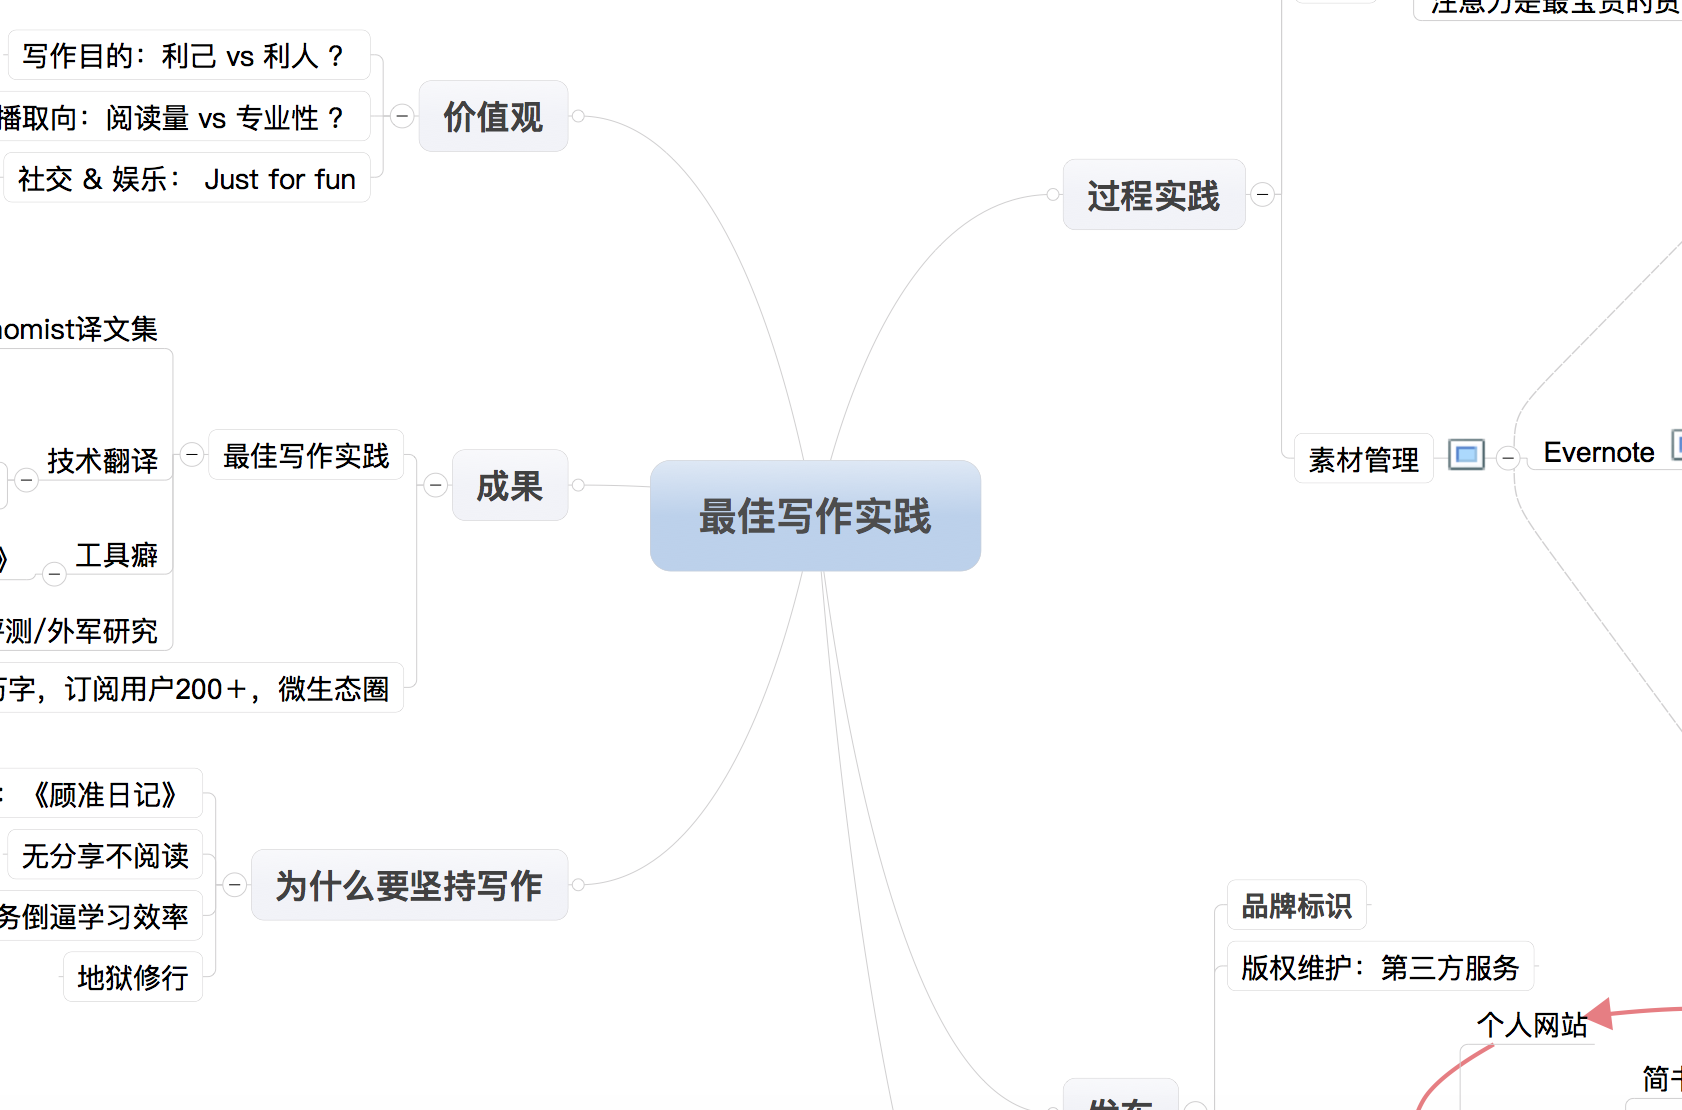 写作目的：利己 vs 利人 ?
播取向：阅读量 vs 专业性 ?
社交 & 娱乐： Just for fun
价值观
omist译文集
技术翻译
工具癖
》
测/外军研究
最佳写作实践
字，订阅用户200＋，微生态圈
成果
：《顾准日记》
无分享不阅读
务倒逼学习效率
地狱修行
为什么要坚持写作
最佳写作实践
注意力是最宝贵的资
过程实践
素材管理
Evernote
品牌标识
版权维护：第三方服务
个人网站
简书
发布